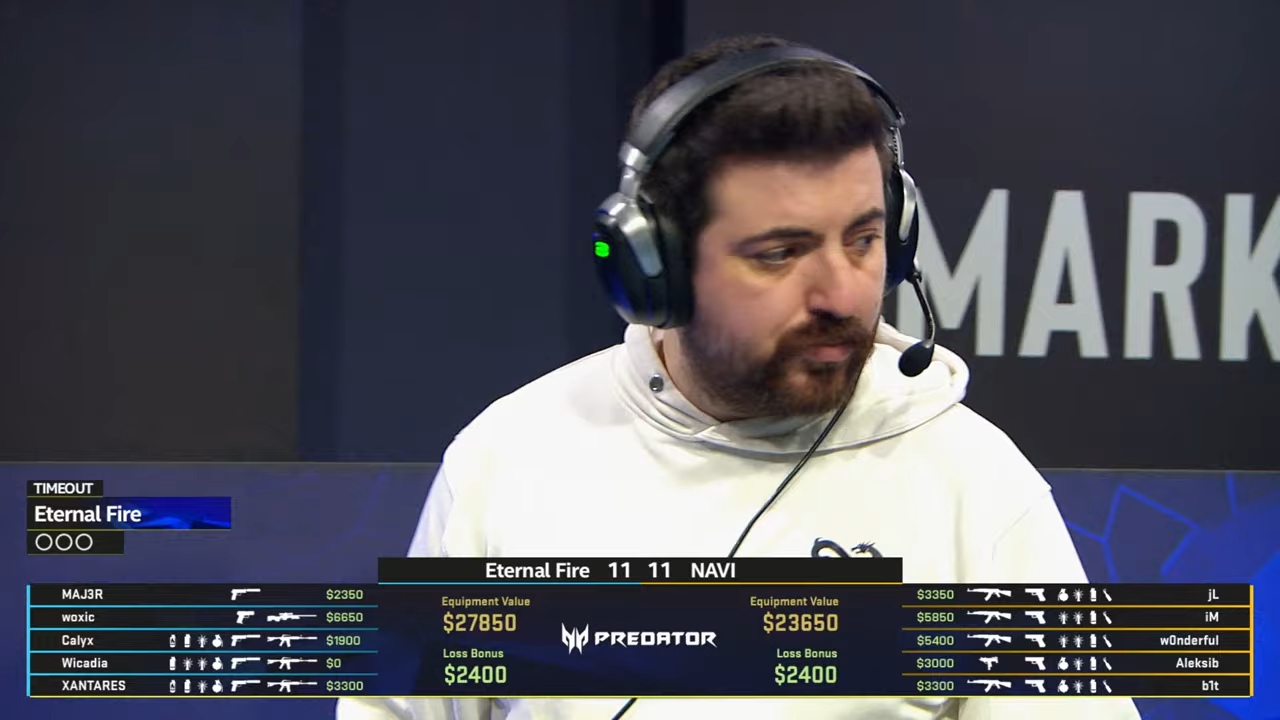 MARK
TIMEOUT
Eternal Fire
Eternal Fire 11 11 NAVI
MAJ3R $2350
woxic $6650
Calyx $1900
Wicadia $0
XANTARES $3300
Equipment Value
$27850
Loss Bonus
$2400
PREDATOR
Equipment Value
$23650
Loss Bonus
$2400
$3350 jL
$5850 iM
$5400 w0nderful
$3000 Aleksib
$3300 b1t